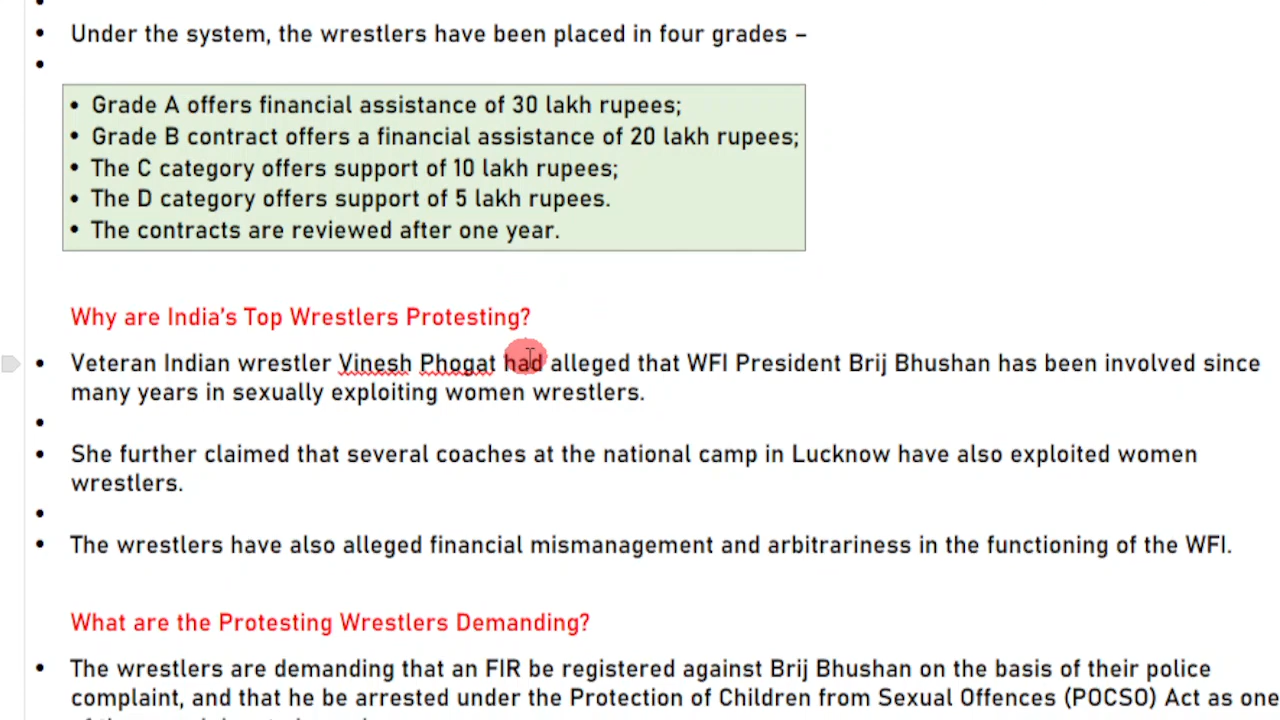 Under the system, the wrestlers have been placed in four grades –
Grade A offers financial assistance of 30 lakh rupees;
Grade B contract offers a financial assistance of 20 lakh rupees;
The C category offers support of 10 lakh rupees;
The D category offers support of 5 lakh rupees.
The contracts are reviewed after one year.
Why are India's Top Wrestlers Protesting?
Veteran Indian wrestler Vinesh Phogat had alleged that WFI President Brij Bhushan has been involved since
many years in sexually exploiting women wrestlers.
She further claimed that several coaches at the national camp in Lucknow have also exploited women
wrestlers.
The wrestlers have also alleged financial mismanagement and arbitrariness in the functioning of the WFI.
What are the Protesting Wrestlers Demanding?
The wrestlers are demanding that an FIR be registered against Brij Bhushan on the basis of their police
complaint, and that he be arrested under the Protection of Children from Sexual Offences (POCSO) Act as one